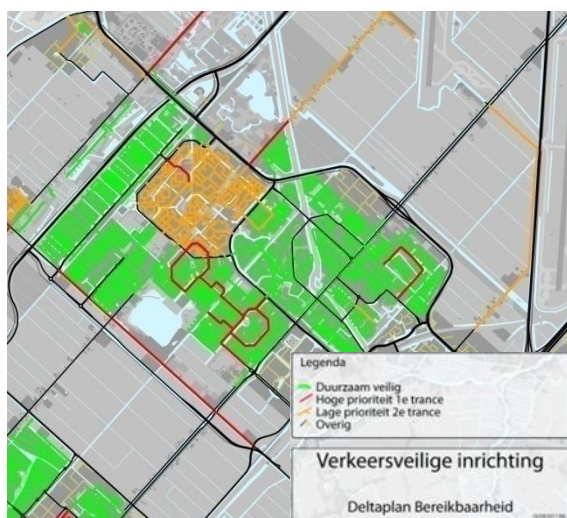 Legenda
Duurzaam veilig
Hoge prioriteit 1e trance
Lage prioriteit 2e trance
Overig
Verkeersveilige inrichting
Deltaplan Bereikbaarheid